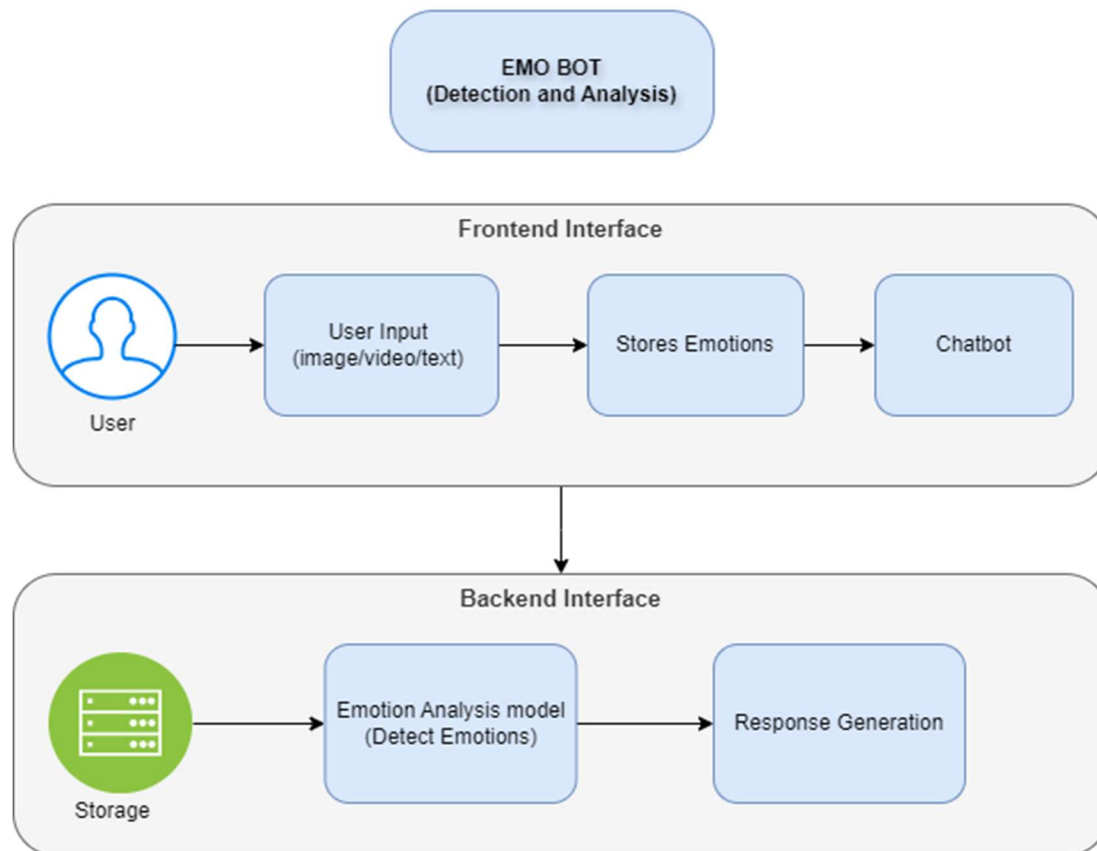 EMO BOT
(Detection and Analysis)
Frontend Interface
User Input
(image/video/text)
Stores Emotions
Chatbot
User
Backend Interface
Emotion Analysis model
(Detect Emotions)
Response Generation
Storage